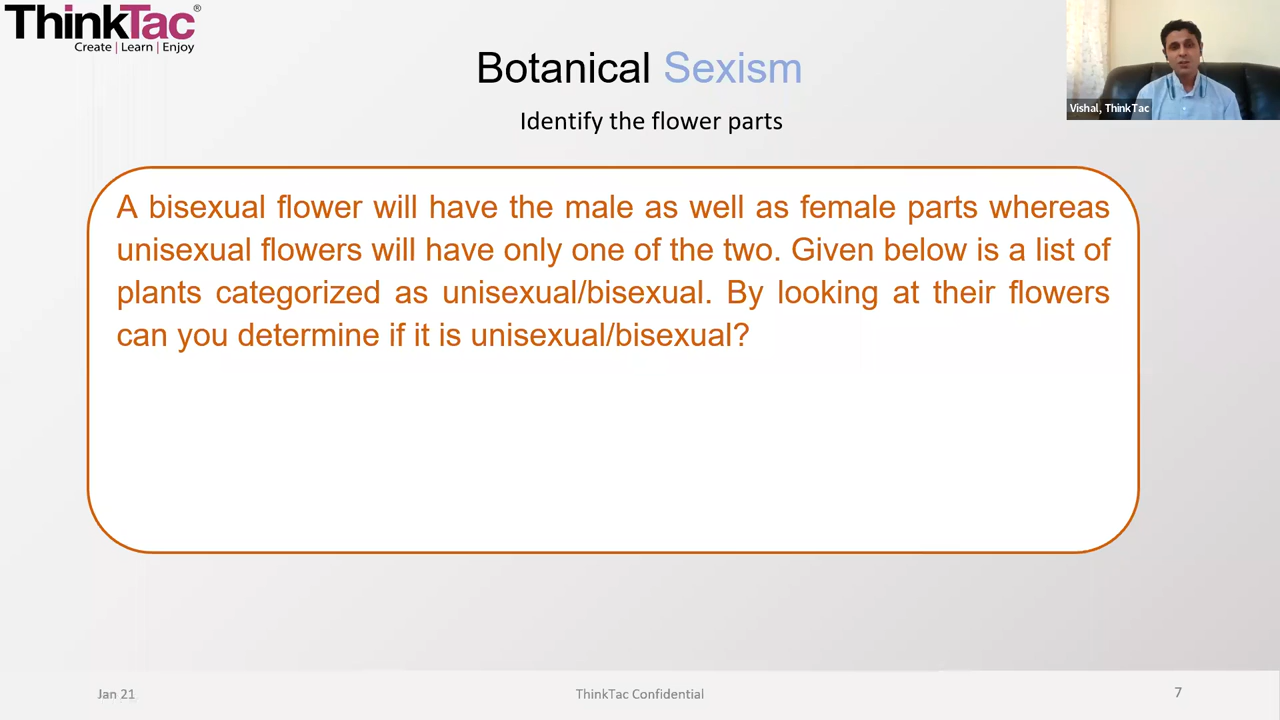 ThinkTac®
Create | Learn | Enjoy
Botanical Sexism
Identify the flower parts
Vishal, ThinkTac
A bisexual flower will have the male as well as female parts whereas
unisexual flowers will have only one of the two. Given below is a list of
plants categorized as unisexual/bisexual. By looking at their flowers
can you determine if it is unisexual/bisexual?
Jan 21
ThinkTac Confidential
7